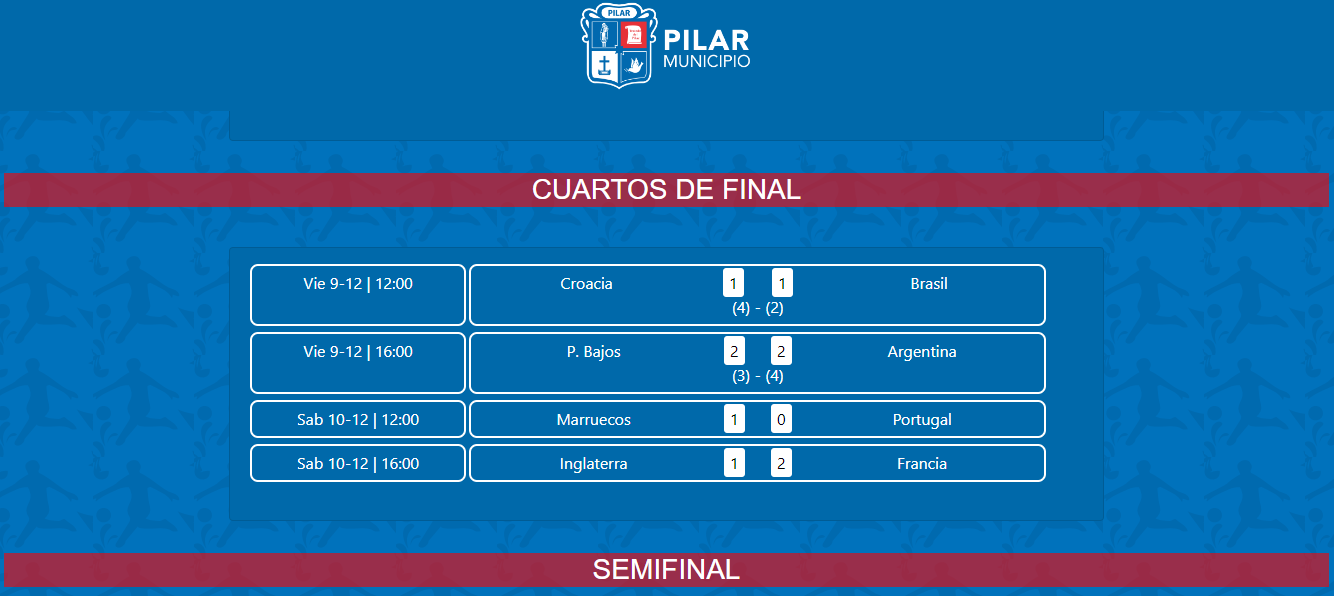 PILAR
PILAR
MUNICIPIO
CUARTOS DE FINAL
Vie 9-12 | 12:00 Croacia 1 1 Brasil
(4) - (2)
Vie 9-12 | 16:00 P. Bajos 2 2 Argentina
(3) - (4)
Sab 10-12 | 12:00 Marruecos 1 0 Portugal
Sab 10-12 | 16:00 Inglaterra 1 2 Francia
SEMIFINAL